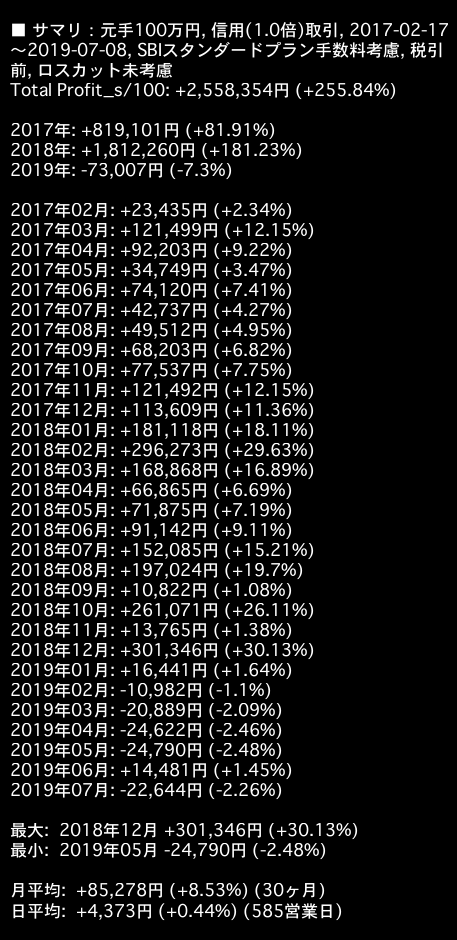 ■ サマリ：元手100万円, 信用(1.0倍)取引, 2017-02-17
〜2019-07-08, SBIスタンダードプラン手数料考慮, 税引
前, ロスカット未考慮
Total Profit_s/100: +2,558,354円 (+255.84%)
2017年: +819,101円 (+81.91%)
2018年: +1,812,260円 (+181.23%)
2019年: -73,007円 (-7.3%)
2017年02月: +23,435円 (+2.34%)
2017年03月: +121,499円 (+12.15%)
2017年04月: +92,203円 (+9.22%)
2017年05月: +34,749円 (+3.47%)
2017年06月: +74,120円 (+7.41%)
2017年07月: +42,737円 (+4.27%)
2017年08月: +49,512円 (+4.95%)
2017年09月: +68,203円 (+6.82%)
2017年10月: +77,537円 (+7.75%)
2017年11月: +121,492円 (+12.15%)
2017年12月: +113,609円 (+11.36%)
2018年01月: +181,118円 (+18.11%)
2018年02月: +296,273円 (+29.63%)
2018年03月: +168,868円 (+16.89%)
2018年04月: +66,865円 (+6.69%)
2018年05月: +71,875円 (+7.19%)
2018年06月: +91,142円 (+9.11%)
2018年07月: +152,085円 (+15.21%)
2018年08月: +197,024円 (+19.7%)
2018年09月: +10,822円 (+1.08%)
2018年10月: +261,071円 (+26.11%)
2018年11月: +13,765円 (+1.38%)
2018年12月: +301,346円 (+30.13%)
2019年01月: +16,441円 (+1.64%)
2019年02月: -10,982円 (-1.1%)
2019年03月: -20,889円 (-2.09%)
2019年04月: -24,622円 (-2.46%)
2019年05月: -24,790円 (-2.48%)
2019年06月: +14,481円 (+1.45%)
2019年07月: -22,644円 (-2.26%)
最大: 2018年12月 +301,346円 (+30.13%)
最小: 2019年05月 -24,790円 (-2.48%)
月平均: +85,278円 (+8.53%) (30ヶ月)
日平均: +4,373円 (+0.44%) (585営業日)